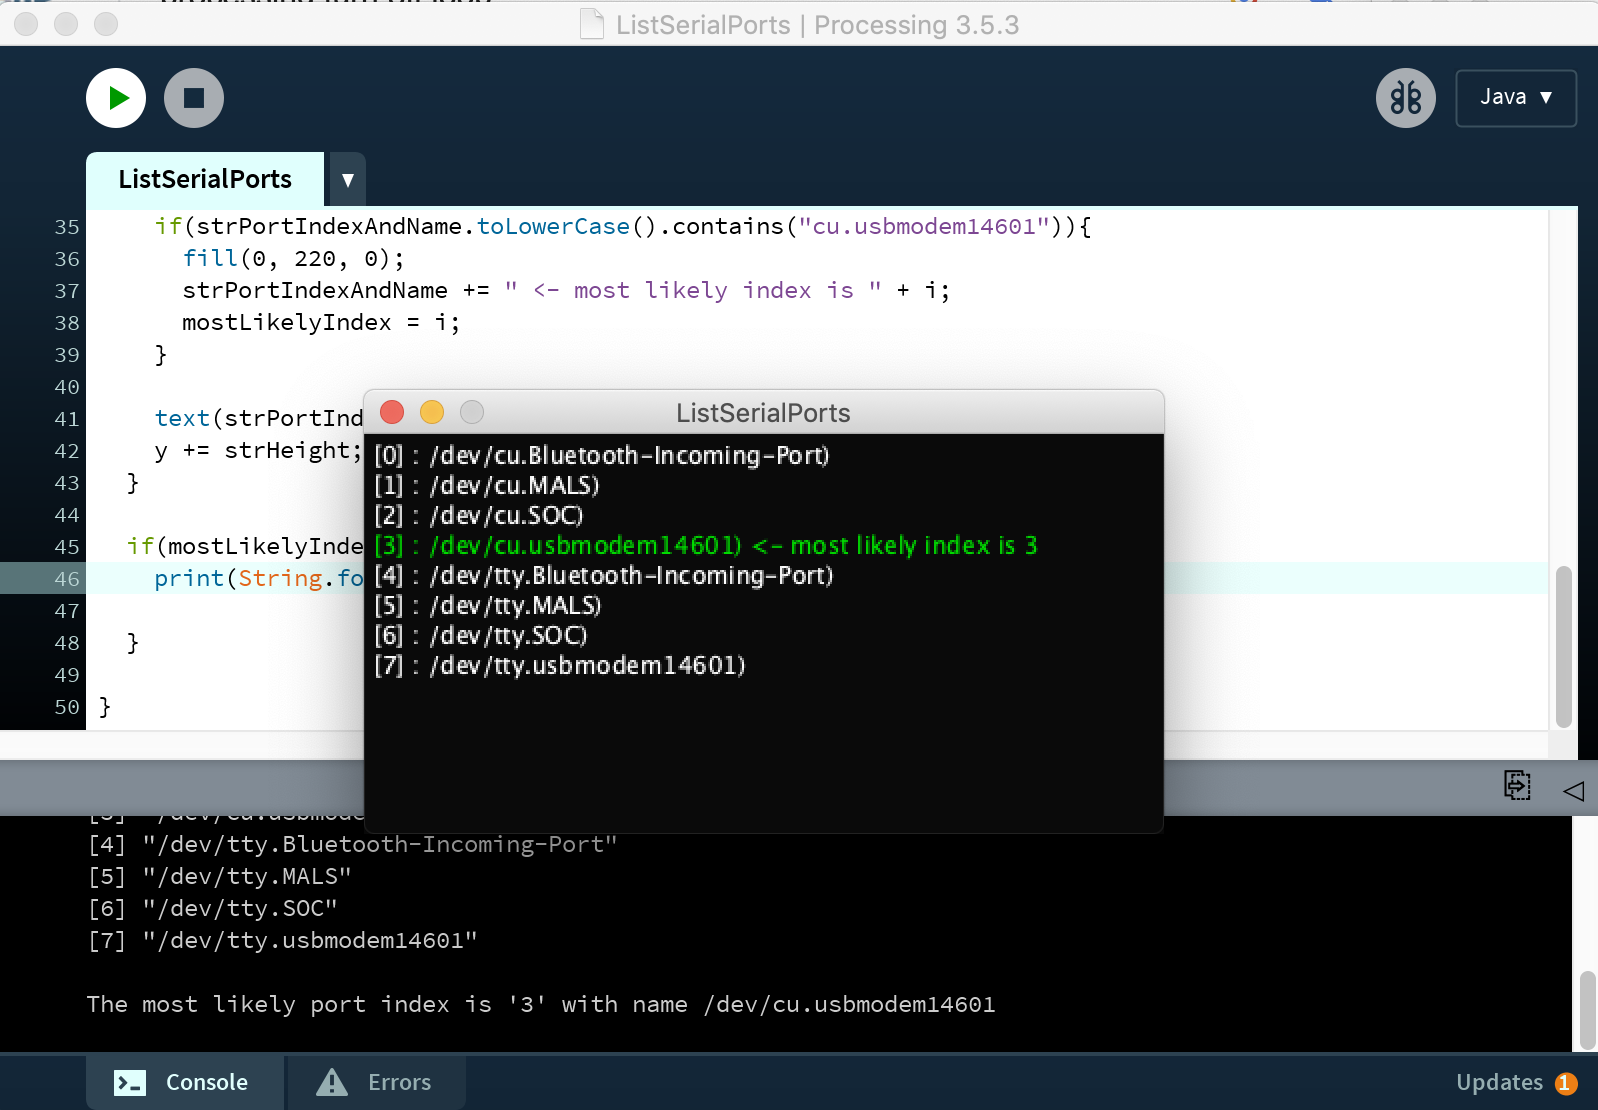 ListSerialPorts | Processing 3.5.3
Java ▼
ListSerialPorts ▼
35 if(strPortIndexAndName.toLowerCase().contains("cu.usbmodem14601")){
36 fill(0, 220, 0);
37 strPortIndexAndName += " <- most likely index is " + i;
38 mostLikelyIndex = i;
39 }
40
41 text(strPortInd
42 y += strHeight;
43 }
44
45 if(mostLikelyInde
46 print(String.fo
47
48 }
49
50 }
ListSerialPorts
[0] : /dev/cu.Bluetooth-Incoming-Port)
[1] : /dev/cu.MALS)
[2] : /dev/cu.SOC)
[3] : /dev/cu.usbmodem14601) <- most likely index is 3
[4] : /dev/tty.Bluetooth-Incoming-Port)
[5] : /dev/tty.MALS)
[6] : /dev/tty.SOC)
[7] : /dev/tty.usbmodem14601)
[3] "/dev/cu.usbmode
[4] "/dev/tty.Bluetooth-Incoming-Port"
[5] "/dev/tty.MALS"
[6] "/dev/tty.SOC"
[7] "/dev/tty.usbmodem14601"
The most likely port index is '3' with name /dev/cu.usbmodem14601
Console
Errors
Updates 1